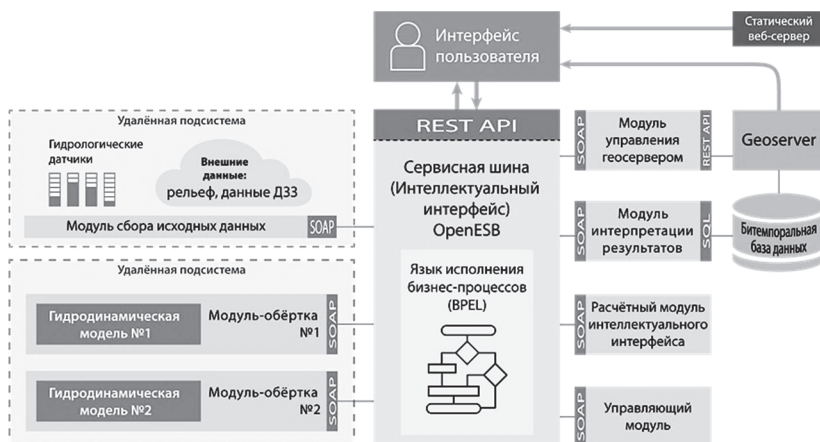 Интерфейс
пользователя
Статический
веб-сервер
Удалённая подсистема
Гидрологические
датчики
Внешние
данные:
рельеф, данные ДЗЗ
Модуль сбора исходных данных
SOAP
Удалённая подсистема
Гидродинамическая
модель №1
Модуль-обёртка
№1
SOAP
Гидродинамическая
модель №2
Модуль-обёртка
№2
SOAP
REST API
Сервисная шина
(Интеллектуальный
интерфейс)
OpenESB
Язык исполнения
бизнес-процессов
(BPEL)
SOAP
Модуль
управления
геосервером
REST API
Geoserver
SOAP
Модуль
интерпретации
результатов
SQL
Битемпоральная
база данных
SOAP
Расчётный модуль
интеллектуального
интерфейса
SOAP
Управляющий
модуль